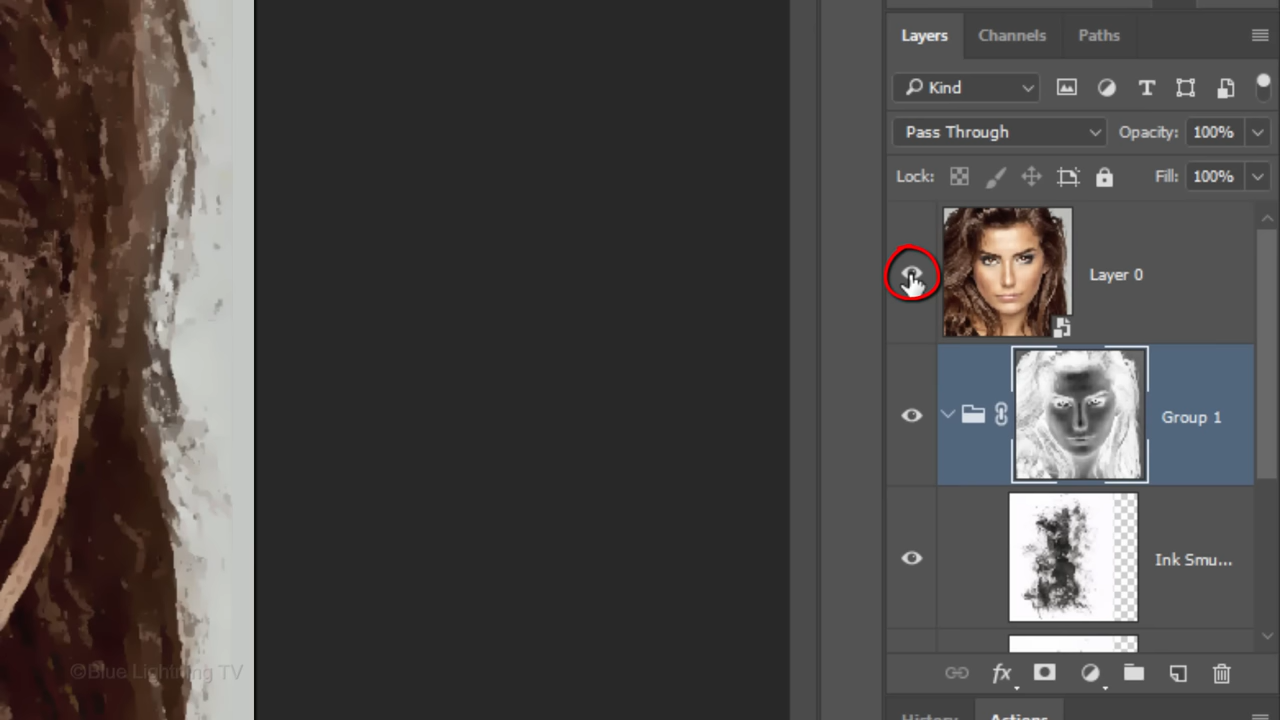 Layers Channels Paths
Kind
Pass Through Opacity: 100%
Lock: Fill: 100%
Layer 0
Group 1
Ink Smu...
©Blue Lightning TV
fx
History Actions